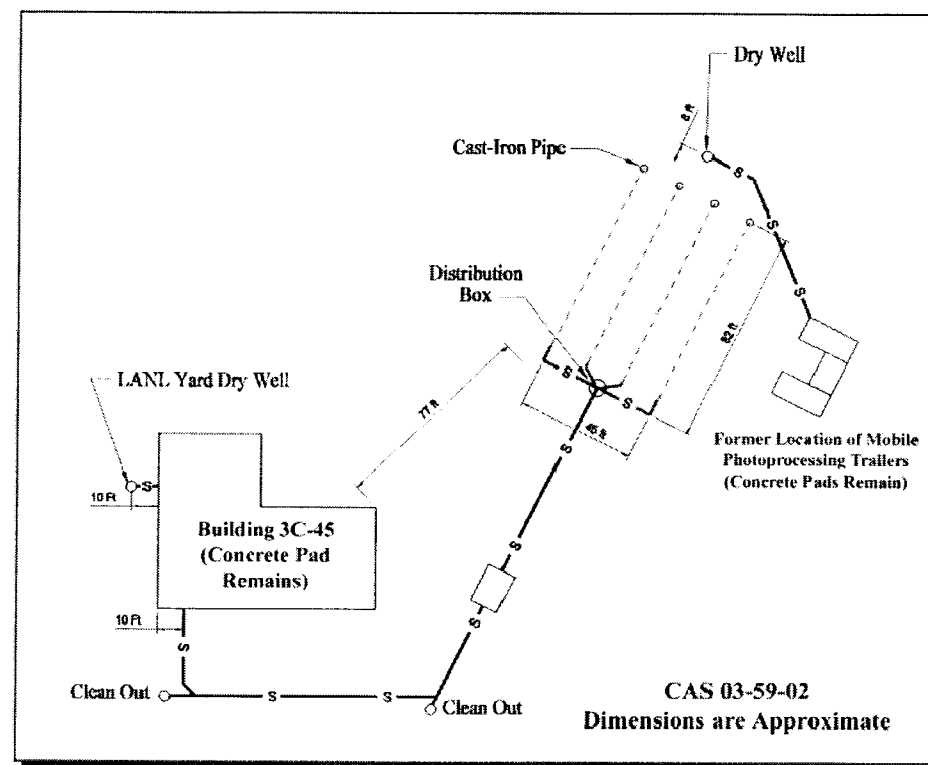 Dry Well
8 ft
Cast-Iron Pipe
S
S
Distribution
Box
S
82 ft
LANL Yard Dry Well
77 ft
S
S
45 ft
Former Location of Mobile
Photoprocessing Trailers
(Concrete Pads Remain)
S
S
10 Ft
Building 3C-45
(Concrete Pad
Remains)
S
10 Ft
S
S
Clean Out
S
S
Clean Out
CAS 03-59-02
Dimensions are Approximate